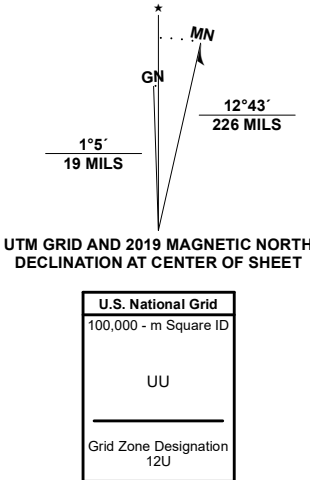 ★
MN
GN
12°43´
226 MILS
1°5´
19 MILS
UTM GRID AND 2019 MAGNETIC NORTH
DECLINATION AT CENTER OF SHEET
U.S. National Grid
100,000 - m Square ID
UU
Grid Zone Designation
12U